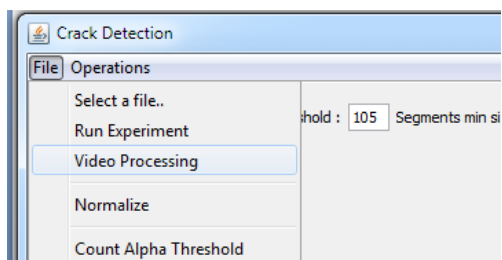 Crack Detection
File Operations
Select a file..
hold : 105 Segments min si
Run Experiment
Video Processing
Normalize
Count Alpha Threshold